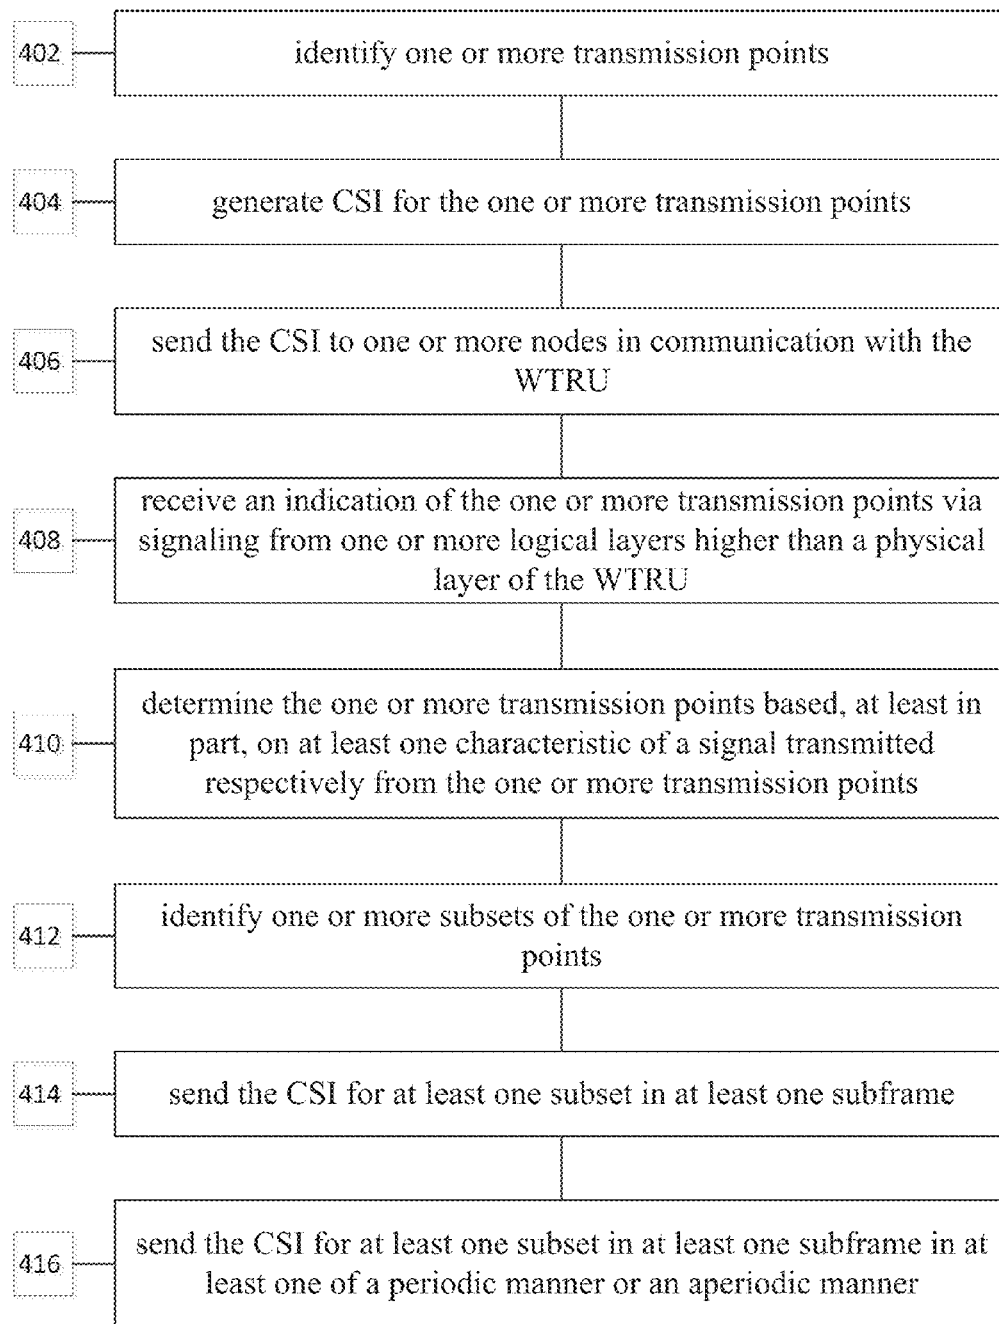 402
identify one or more transmission points
404
generate CSI for the one or more transmission points
406
send the CSI to one or more nodes in communication with the
WTRU
408
receive an indication of the one or more transmission points via
signaling from one or more logical layers higher than a physical
layer of the WTRU
410
determine the one or more transmission points based, at least in
part, on at least one characteristic of a signal transmitted
respectively from the one or more transmission points
412
identify one or more subsets of the one or more transmission
points
414
send the CSI for at least one subset in at least one subframe
416
send the CSI for at least one subset in at least one subframe in at
least one of a periodic manner or an aperiodic manner